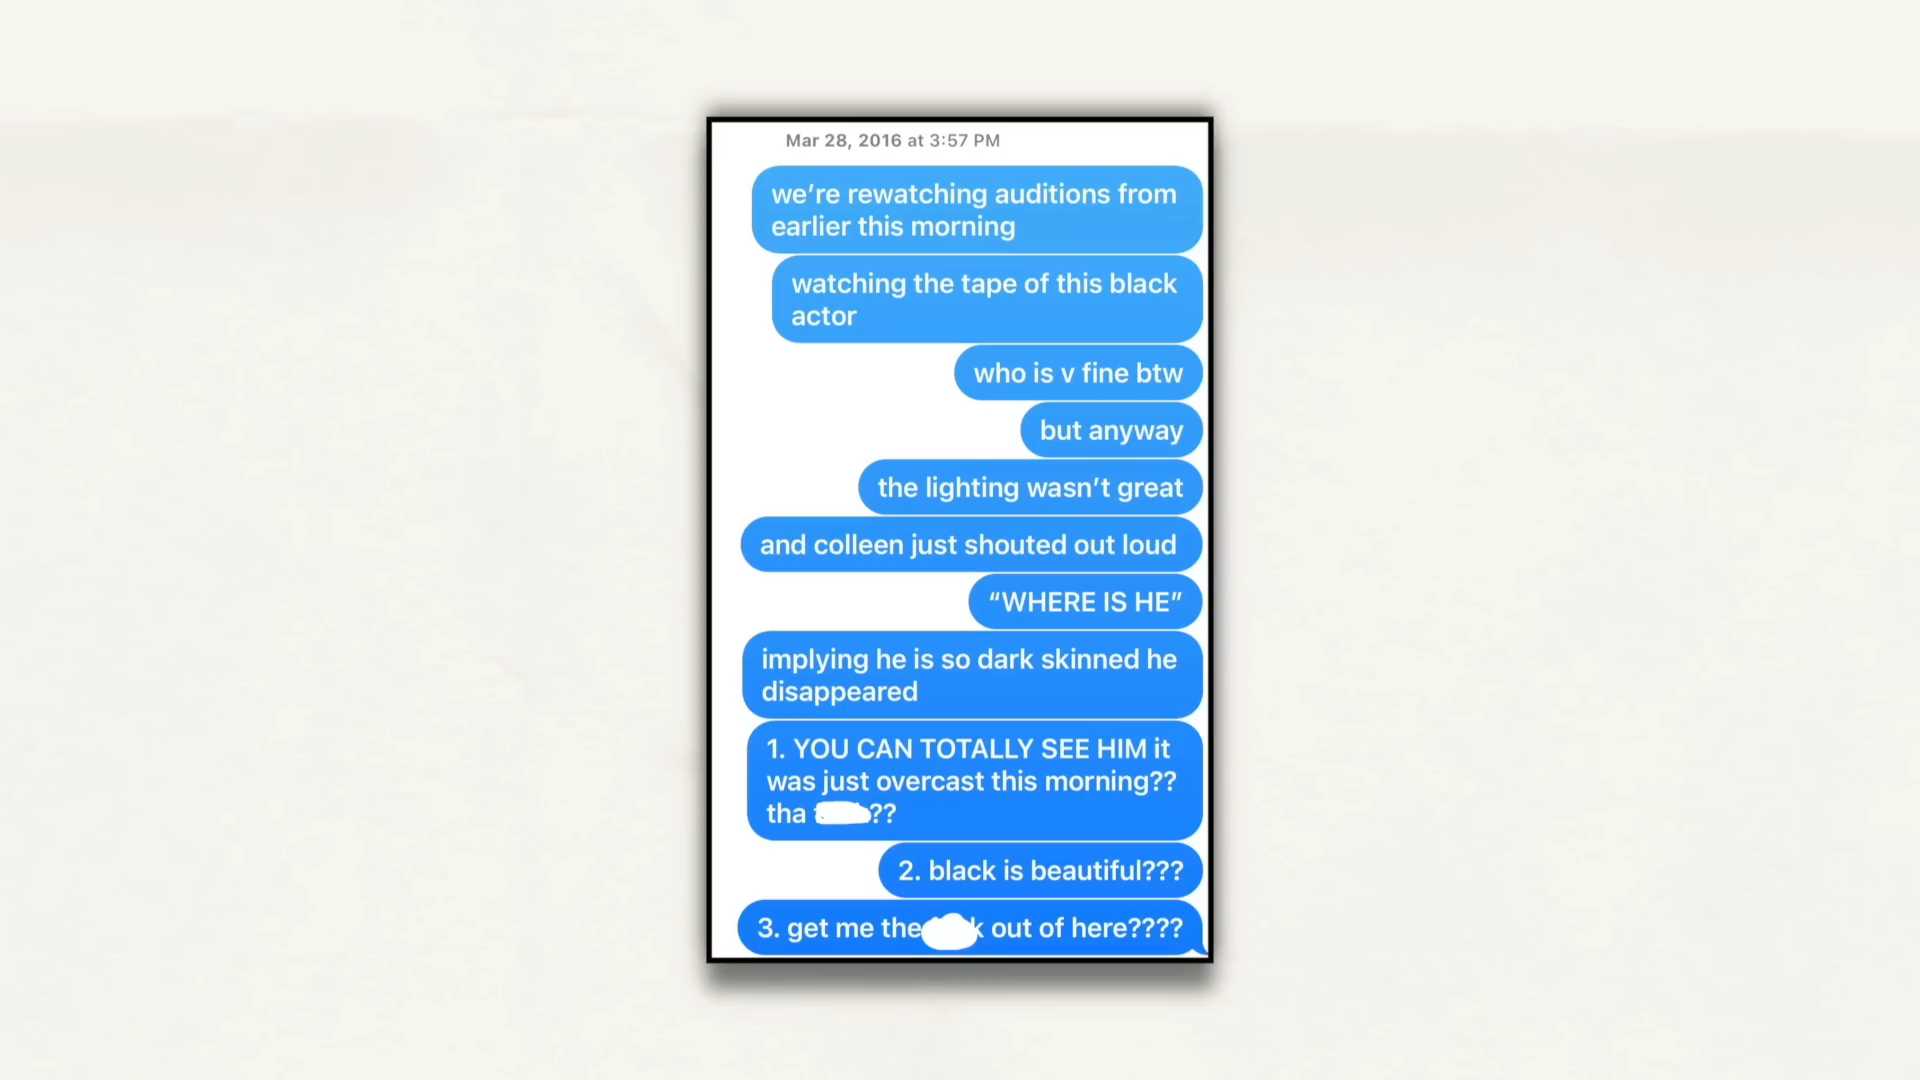 Mar 28, 2016 at 3:57 PM
we’re rewatching auditions from
earlier this morning
watching the tape of this black
actor
who is v fine btw
but anyway
the lighting wasn’t great
and colleen just shouted out loud
“WHERE IS HE”
implying he is so dark skinned he
disappeared
1. YOU CAN TOTALLY SEE HIM it
was just overcast this morning??
tha ??
2. black is beautiful???
3. get me the out of here????